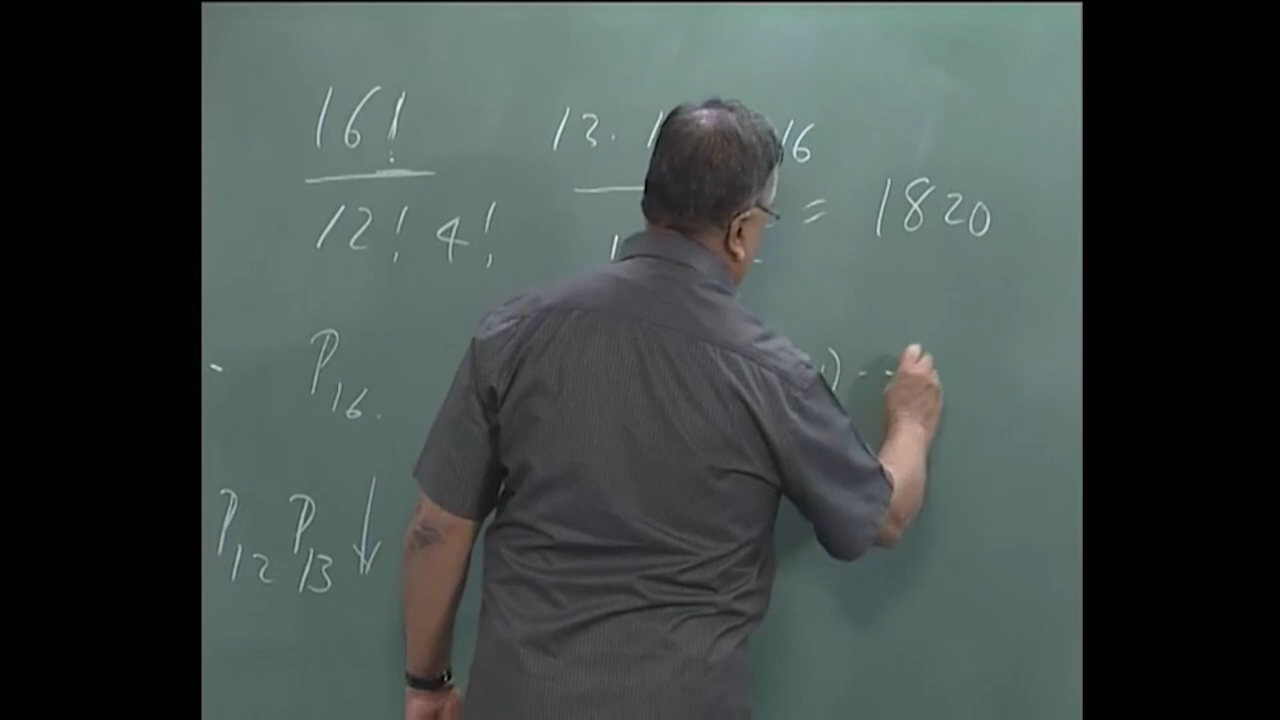 16! 13. 16
12! 4! = 1820
P16. ) - -
P12 P13 ↓